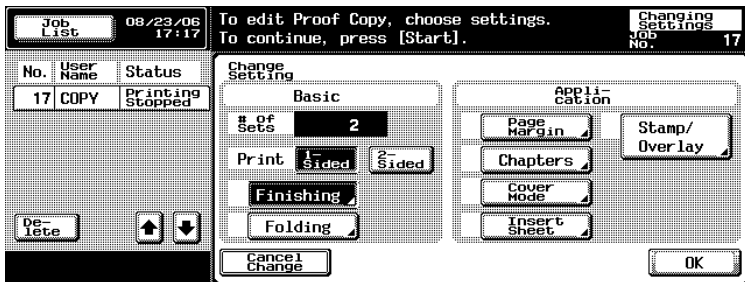 Job
List
08/23/06
17:17
To edit Proof Copy, choose settings.
To continue, press [Start].
Changing
Settings
Job
No. 17
No. User
Name Status
17 COPY Printing
Stopped
De-
lete
Change
Setting
Basic
# of
Sets 2
Print 1-
Sided 2-
Sided
Finishing
Folding
Cancel
Change
Appli-
cation
Page
Margin
Chapters
Cover
Mode
Insert
Sheet
Stamp/
Overlay
OK